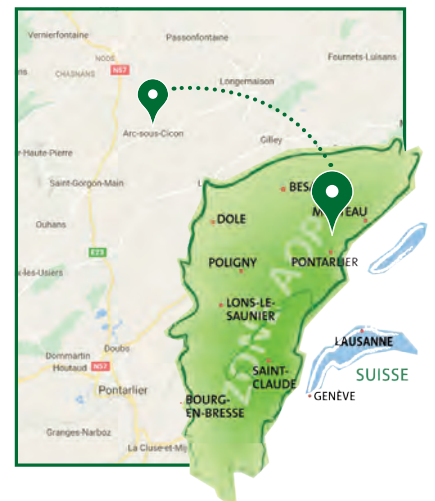 Vernierfontaine
Passonfontaine
NODS
Fournets-Luisans
CHASNANS
N57
Longemaison
Arc-sous-Cicon
Gilley
-Haute-Pierre
Saint-Gorgon-Main
BES
M TEAU
DOLE
Ouhans
E23
POLIGNY
PONTARLIER
ZONE AOP
x-les-Usiers
LONS-LE-
SAUNIER
LAUSANNE
Doubs
Dommartin
Houtaud
N57
SAINT-
CLAUDE
SUISSE
Pontarlier
GENÈVE
BOURG-
EN-BRESSE
Granges-Narboz
La Cluse-et-Mij